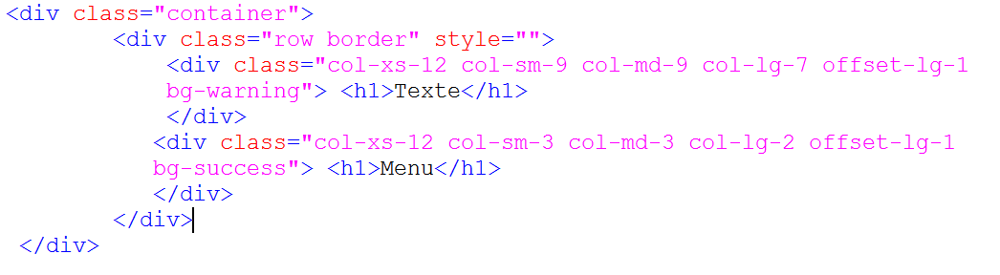 <div class="container">
<div class="row border" style="">
<div class="col-xs-12 col-sm-9 col-md-9 col-lg-7 offset-lg-1
bg-warning"> <h1>Texte</h1>
</div>
<div class="col-xs-12 col-sm-3 col-md-3 col-lg-2 offset-lg-1
bg-success"> <h1>Menu</h1>
</div>
</div>
</div>